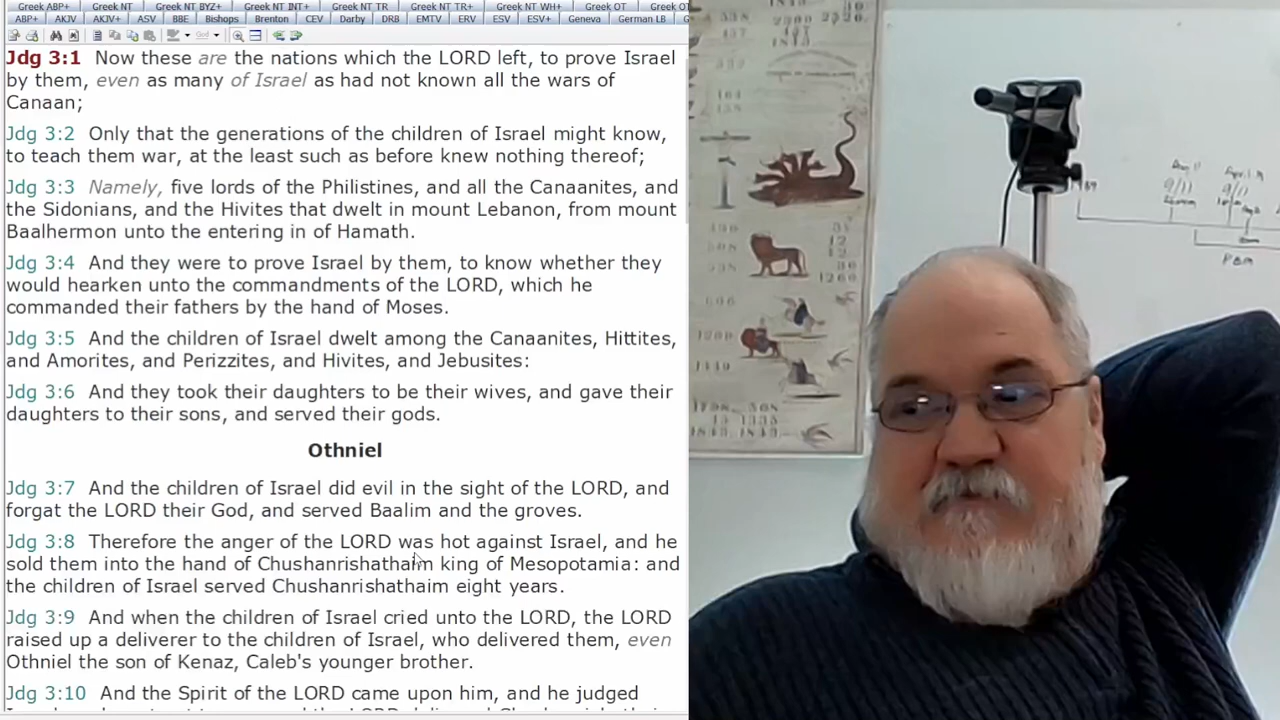 Greek ABP+ Greek NT Greek NT BYZ+ Greek NT INT+ Greek NT TR Greek NT TR+ Greek NT WH+ Greek OT Greek
ABP+ AKJV AKJV+ ASV BBE Bishops Brenton CEV Darby DRB EMTV ERV ESV ESV+ Geneva German LB
Jdg 3:1 Now these are the nations which the LORD left, to prove Israel
by them, even as many of Israel as had not known all the wars of
Canaan;
Jdg 3:2 Only that the generations of the children of Israel might know,
to teach them war, at the least such as before knew nothing thereof;
Jdg 3:3 Namely, five lords of the Philistines, and all the Canaanites, and
the Sidonians, and the Hivites that dwelt in mount Lebanon, from mount
Baalhermon unto the entering in of Hamath.
Jdg 3:4 And they were to prove Israel by them, to know whether they
would hearken unto the commandments of the LORD, which he
commanded their fathers by the hand of Moses.
Jdg 3:5 And the children of Israel dwelt among the Canaanites, Hittites,
and Amorites, and Perizzites, and Hivites, and Jebusites:
Jdg 3:6 And they took their daughters to be their wives, and gave their
daughters to their sons, and served their gods.
Othniel
Jdg 3:7 And the children of Israel did evil in the sight of the LORD, and
forgat the LORD their God, and served Baalim and the groves.
Jdg 3:8 Therefore the anger of the LORD was hot against Israel, and he
sold them into the hand of Chushanrishathaim king of Mesopotamia: and
the children of Israel served Chushanrishathaim eight years.
Jdg 3:9 And when the children of Israel cried unto the LORD, the LORD
raised up a deliverer to the children of Israel, who delivered them, even
Othniel the son of Kenaz, Caleb's younger brother.
Jdg 3:10 And the Spirit of the LORD came upon him, and he judged
9/11
1260
1335